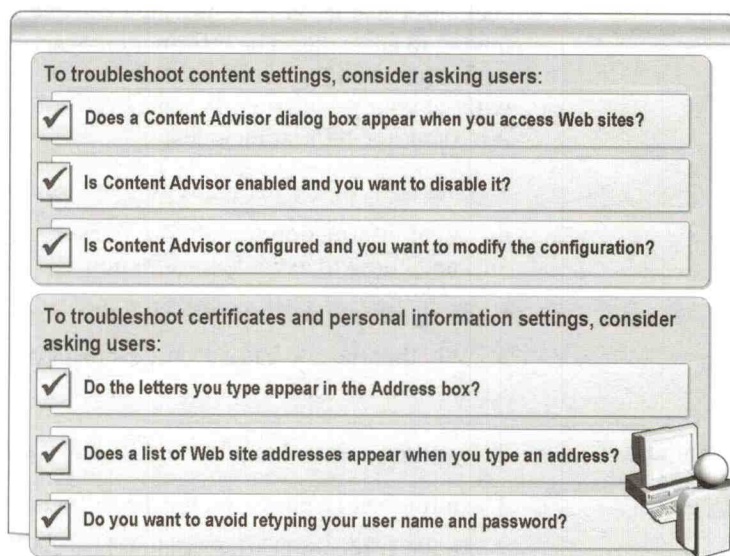 To troubleshoot content settings, consider asking users:
Does a Content Advisor dialog box appear when you access Web sites?
Is Content Advisor enabled and you want to disable it?
Is Content Advisor configured and you want to modify the configuration?
To troubleshoot certificates and personal information settings, consider
asking users:
Do the letters you type appear in the Address box?
Does a list of Web site addresses appear when you type an address?
Do you want to avoid retyping your user name and password?